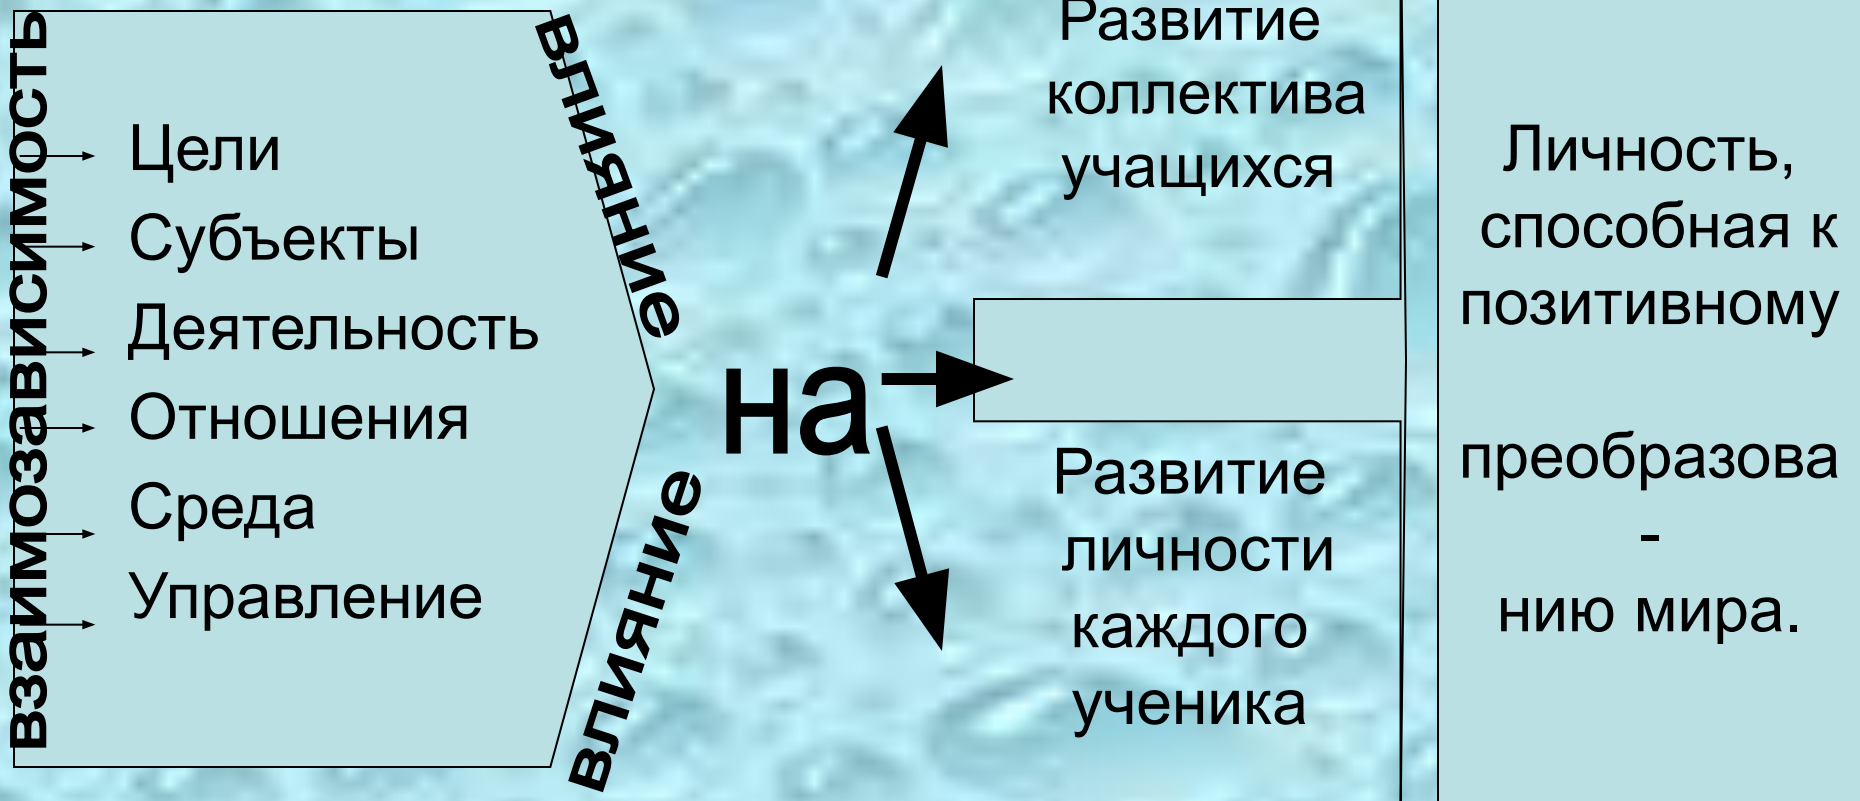 взаимозависимость
Цели
Субъекты
Деятельность
Отношения
Среда
Управление
влияние
влияние
на
Развитие
коллектива
учащихся
Развитие
личности
каждого
ученика
Личность,
способная к
позитивному
преобразова
-
нию мира.